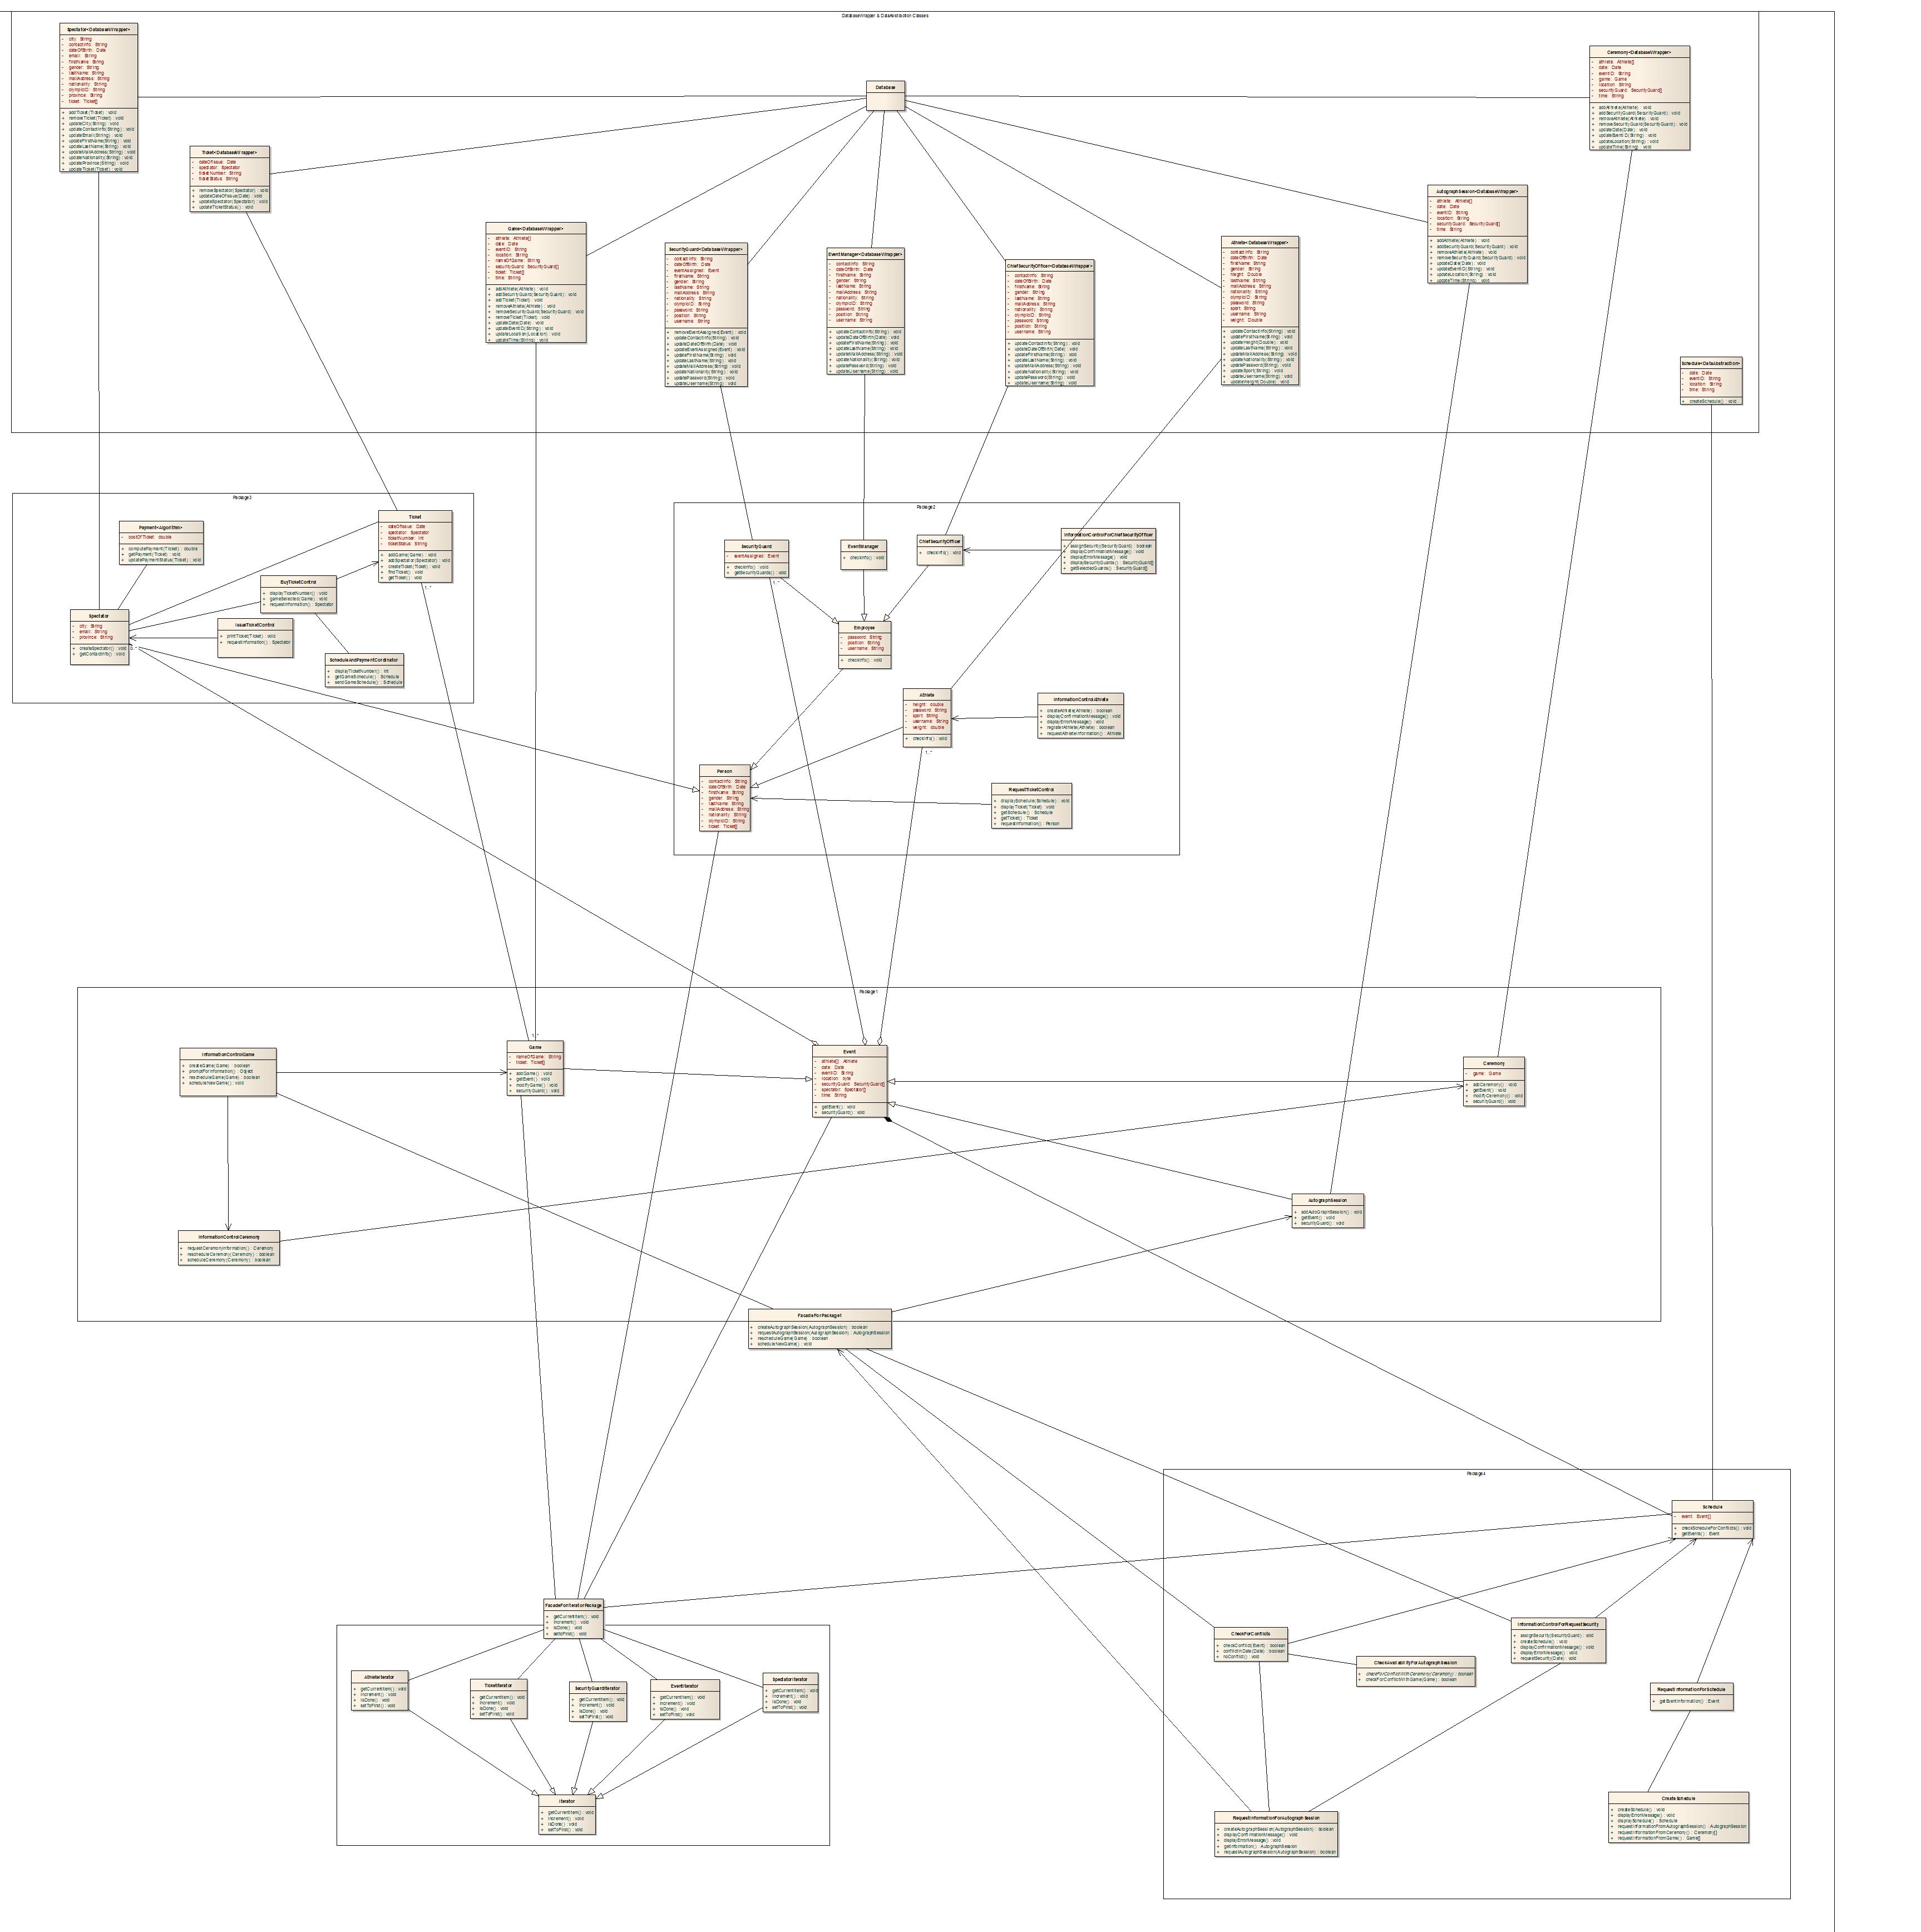 DatabaseWrapper & DataAbstraction Classes
Spectator<DatabaseWrapper>
- city: String
- contactInfo: String
- dateOfBirth: Date
- email: String
- firstName: String
- gender: String
- lastName: String
- mailAddress: String
- nationality: String
- olympicID: String
- province: String
- ticket: Ticket[]
+ addTicket(Ticket) : void
+ removeTicket(Ticket) : void
+ updateCity(String) : void
+ updateContactInfo(String) : void
+ updateEmail(String) : void
+ updateFirstName(String) : void
+ updateLastName(String) : void
+ updateMailAddress(String) : void
+ updateNationality(String) : void
+ updateProvince(String) : void
+ updateTicket(Ticket) : void
Database
Ceremony<DatabaseWrapper>
- athlete: Athlete[]
- date: Date
- eventID: String
- game: Game
- location: String
- securityGuard: SecurityGuard[]
- time: String
+ addAthlete(Athlete) : void
+ addSecurityGuard(SecurityGuard) : void
+ removeAthlete(Athlete) : void
+ removeSecurityGuard(SecurityGuard) : void
+ updateDate(Date) : void
+ updateEventID(String) : void
+ updateLocation(String) : void
+ updateTime(String) : void
Ticket<DatabaseWrapper>
- dateOfIssue: Date
- spectator: Spectator
- ticketNumber: String
- ticketStatus: String
+ removeSpectator(Spectator) : void
+ updateDateOfIssue(Date) : void
+ updateSpectator(Spectator) : void
+ updateTicketStatus() : void
AutographSession<DatabaseWrapper>
- athlete: Athlete[]
- date: Date
- eventID: String
- location: String
- securityGuard: SecurityGuard[]
- time: String
+ addAthlete(Athlete) : void
+ addSecurityGuard(SecurityGuard) : void
+ removeAthlete(Athlete) : void
+ removeSecurityGuard(SecurityGuard) : void
+ updateDate(Date) : void
+ updateEventID(String) : void
+ updateLocation(String) : void
+ updateTime(String) : void
Game<DatabaseWrapper>
- athlete: Athlete[]
- date: Date
- eventID: String
- location: String
- nameOfGame: String
- securityGuard: SecurityGuard[]
- ticket: Ticket[]
- time: String
+ addAthlete(Athlete) : void
+ addSecurityGuard(SecurityGuard) : void
+ addTicket(Ticket) : void
+ removeAthlete(Athlete) : void
+ removeSecurityGuard(SecurityGuard) : void
+ removeTicket(Ticket) : void
+ updateDate(Date) : void
+ updateEventID(String) : void
+ updateLocation(Location) : void
+ updateTime(String) : void
SecurityGuard<DatabaseWrapper>
- contactInfo: String
- dateOfBirth: Date
- eventAssigned: Event
- firstName: String
- gender: String
- lastName: String
- mailAddress: String
- nationality: String
- olympicID: String
- password: String
- position: String
- username: String
+ removeEventAssigned(Event) : void
+ updateContactInfo(String) : void
+ updateDateOfBirth(Date) : void
+ updateEventAssigned(Event) : void
+ updateFirstName(String) : void
+ updateLastName(String) : void
+ updateMailAddress(String) : void
+ updateNationality(String) : void
+ updatePassword(String) : void
+ updateUsername(String) : void
EventManager<DatabaseWrapper>
- contactInfo: String
- dateOfBirth: Date
- firstName: String
- gender: String
- lastName: String
- mailAddress: String
- nationality: String
- olympicID: String
- password: String
- position: String
- username: String
+ updateContactInfo(String) : void
+ updateDateOfBirth(Date) : void
+ updateFirstName(String) : void
+ updateLastName(String) : void
+ updateMailAddress(String) : void
+ updateNationality(String) : void
+ updatePassword(String) : void
+ updateUsername(String) : void
ChiefSecurityOfficer<DatabaseWrapper>
- contactInfo: String
- dateOfBirth: Date
- firstName: String
- gender: String
- lastName: String
- mailAddress: String
- nationality: String
- olympicID: String
- password: String
- position: String
- username: String
+ updateContactInfo(String) : void
+ updateDateOfBirth(Date) : void
+ updateFirstName(String) : void
+ updateLastName(String) : void
+ updateMailAddress(String) : void
+ updateNationality(String) : void
+ updatePassword(String) : void
+ updateUsername(String) : void
Athlete<DatabaseWrapper>
- contactInfo: String
- dateOfBirth: Date
- firstName: String
- gender: String
- height: Double
- lastName: String
- mailAddress: String
- nationality: String
- olympicID: String
- password: String
- sport: String
- username: String
- weight: Double
+ updateContactInfo(String) : void
+ updateFirstName(String) : void
+ updateHeight(Double) : void
+ updateLastName(String) : void
+ updateMailAddress(String) : void
+ updateNationality(String) : void
+ updatePassword(String) : void
+ updateSport(String) : void
+ updateUsername(String) : void
+ updateWeight(Double) : void
Schedule<DataAbstraction>
- date: Date
- eventID: String
- location: String
- time: String
+ createSchedule() : void
Package3
Payment<Algorithm>
- costOfTicket: double
+ computePayment(Ticket) : double
+ getPayment(Ticket) : void
+ updatePaymentStatus(Ticket) : void
Ticket
- dateOfIssue: Date
- spectator: Spectator
- ticketNumber: int
- ticketStatus: String
+ addGame(Game) : void
+ addSpectator(Spectator) : void
+ createTicket(Ticket) : void
+ findTicket() : void
+ getTicket() : void
1..*
BuyTicketControl
+ displayTicketNumber() : void
+ gameSelected(Game) : void
+ requestInformation() : Spectator
Spectator
- city: String
- email: String
- province: String
+ createSpectator() : void
+ getContactInfo() : void
0..*
IssueTicketControl
+ printTicket(Ticket) : void
+ requestInformation() : Spectator
ScheduleAndPaymentCordinator
+ displayTicketNumber() : int
+ getGameSchedule() : Schedule
+ sendGameSchedule() : Schedule
Package2
SecurityGuard
- eventAssigned: Event
+ checkInfo() : void
+ getSecurityGuards() : void
1..*
EventManager
+ checkInfo() : void
ChiefSecurityOfficer
+ checkInfo() : void
InformationControlForChiefSecurityOfficer
+ assignSecurity(SecurityGuard) : boolean
+ displayConfirmationMessage() : void
+ displayErrorMessage() : void
+ displaySecurityGuards() : SecurityGuard[]
+ getSelectedGuards() : SecurityGuard[]
Employee
- password: String
- position: String
- username: String
+ checkInfo() : void
Athlete
- height: double
- password: String
- sport: String
- username: String
- weight: double
+ checkInfo() : void
1..*
InformationControlAthlete
+ createAthlete(Athlete) : boolean
+ displayConfirmationMessage() : void
+ displayErrorMessage() : void
+ registerAthlete(Athlete) : boolean
+ requestAthleteInformation() : Athlete
Person
- contactInfo: String
- dateOfBirth: Date
- firstName: String
- gender: String
- lastName: String
- mailAddress: String
- nationality: String
- olympicID: String
- ticket: Ticket[]
RequestTicketControl
+ displaySchedule(Schedule) : void
+ displayTicket(Ticket) : void
+ getSchedule() : Schedule
+ getTicket() : Ticket
+ requestInformation() : Person
Package1
InformationControlGame
+ createGame(Game) : boolean
+ promptForInformation() : Object
+ rescheduleGame(Game) : boolean
+ scheduleNewGame() : void
1..*
Game
- nameOfGame: String
- ticket: Ticket[]
+ addGame() : void
+ getEvent() : void
+ modifyGame() : void
+ securityGuard() : void
Event
- athlete[]: Athlete
- date: Date
- eventID: String
- location: byte
- securityGuard: SecurityGuard[]
- spectator: Spectator[]
- time: String
+ getEvent() : void
+ securityGuard() : void
Ceremony
- game: Game
+ addCeremony() : void
+ getEvent() : void
+ modifyCeremony() : void
+ securityGuard() : void
AutographSession
+ addAutoGraphSession() : void
+ getEvent() : void
+ securityGuard() : void
InformationControlCeremony
+ requestCeremonyInformation() : Ceremony
+ rescheduleCeremony(Ceremony) : boolean
+ scheduleCeremony(Ceremony) : boolean
FacadeForPackage1
+ createAutographSession(AutographSession) : boolean
+ requestAutographSession(AutographSession) : AutographSession
+ rescheduleGame(Game) : boolean
+ scheduleNewGame() : void
Package4
Schedule
- event: Event[]
+ checkScheduleForConflicts() : void
+ getEvents() : Event
FacadeForIteratorPackage
+ getCurrentItem() : void
+ increment() : void
+ isDone() : void
+ setToFirst() : void
AthleteIterator
+ getCurrentItem() : void
+ increment() : void
+ isDone() : void
+ setToFirst() : void
TicketIterator
+ getCurrentItem() : void
+ increment() : void
+ isDone() : void
+ setToFirst() : void
SecurityGuardIterator
+ getCurrentItem() : void
+ increment() : void
+ isDone() : void
+ setToFirst() : void
EventIterator
+ getCurrentItem() : void
+ increment() : void
+ isDone() : void
+ setToFirst() : void
SpectatorIterator
+ getCurrentItem() : void
+ increment() : void
+ isDone() : void
+ setToFirst() : void
Iterator
+ getCurrentItem() : void
+ increment() : void
+ isDone() : void
+ setToFirst() : void
CheckForConflicts
+ checkConflict(Event) : boolean
+ conflictInDate(Date) : boolean
+ noConflict() : void
CheckAvailabilityForAutographSession
+ checkForConflictWithCeremony(Ceremony) : boolean
+ checkForConflictWithGame(Game) : boolean
InformationControlForRequestSecurity
+ assignSecurity(SecurityGuard) : void
+ createSchedule() : void
+ displayConfirmationMessage() : void
+ displayErrorMessage() : void
+ requestSecurity(Date) : void
RequestInformationForSchedule
+ getEventInformation() : Event
CreateSchedule
+ createSchedule() : void
+ displayErrorMessage() : void
+ displaySchedule() : Schedule
+ requestInformationFromAutographSession() : AutographSession
+ requestInformationFromCeremony() : Ceremony[]
+ requestInformationFromGame() : Game[]
RequestInformationForAutographSession
+ createAutographSession(AutographSession) : boolean
+ displayConfirmationMessage() : void
+ displayErrorMessage() : void
+ getInformation() : AutographSession
+ requestAutographSession(AutographSession) : boolean